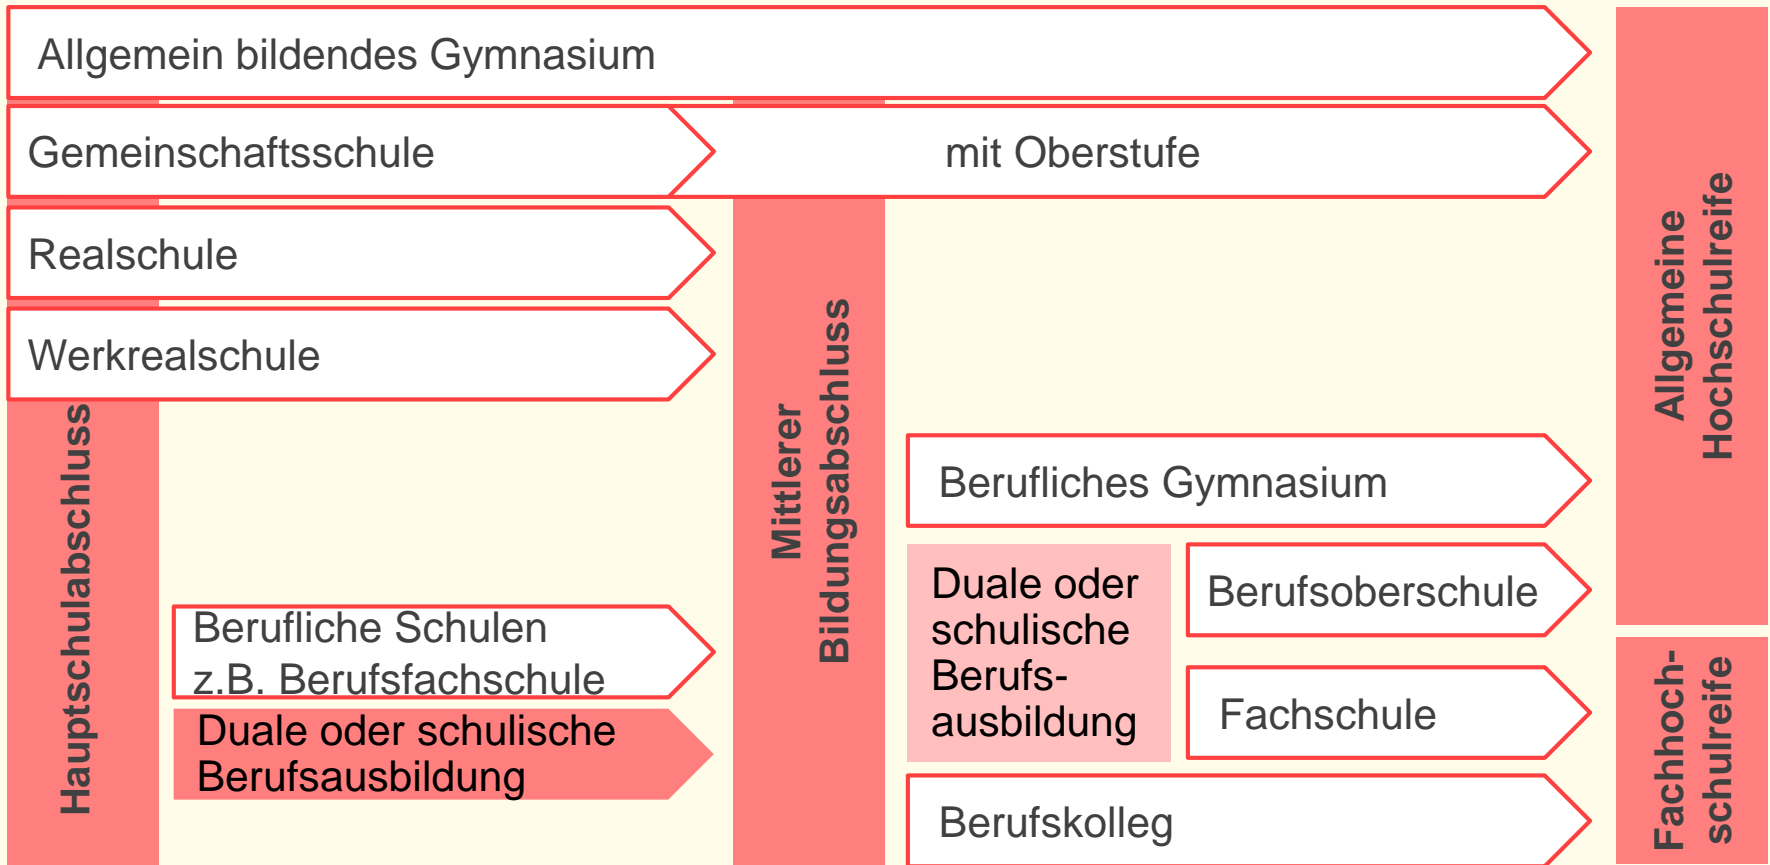 Allgemein bildendes Gymnasium
Gemeinschaftsschule
mit Oberstufe
Realschule
Werkrealschule
Hauptschulabschluss
Berufliche Schulen
z.B. Berufsfachschule
Duale oder schulische
Berufsausbildung
Mittlerer
Bildungsabschluss
Berufliches Gymnasium
Duale oder
schulische
Berufs-
ausbildung
Berufsoberschule
Fachschule
Berufskolleg
Allgemeine
Hochschulreife
Fachhoch-
schulreife